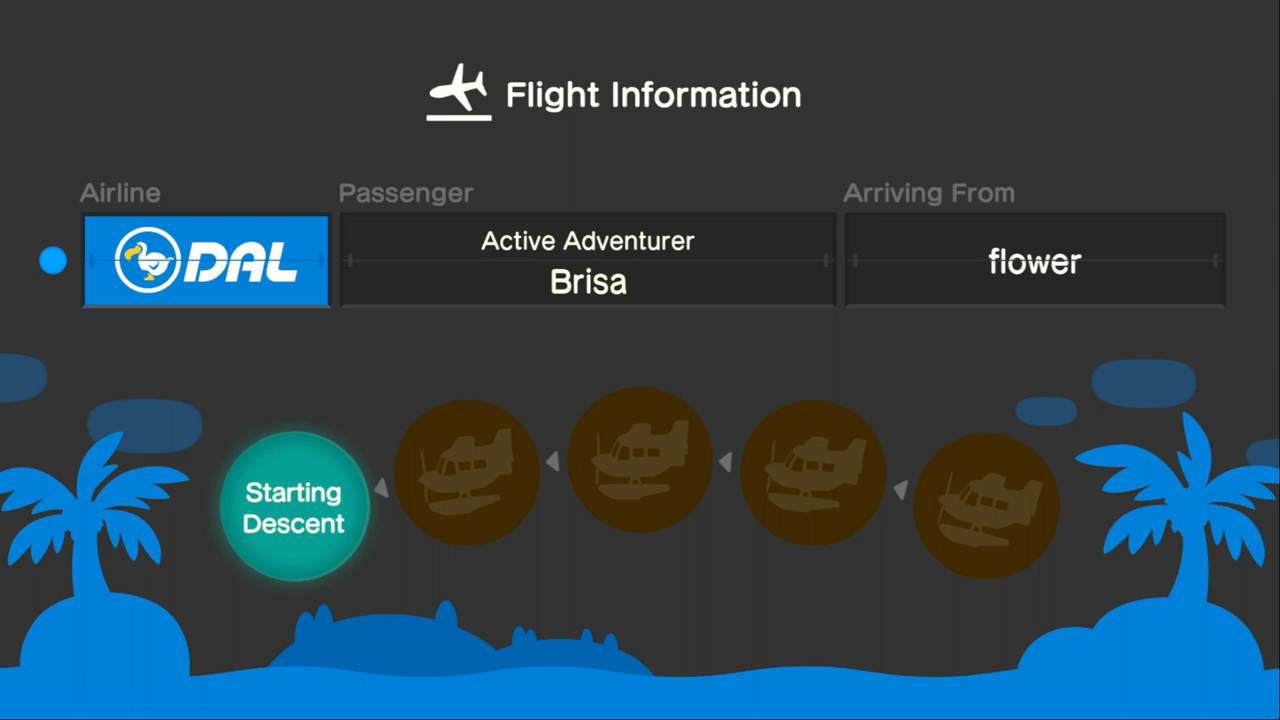 Flight Information
Airline
Passenger
Arriving From
DAL
Active Adventurer
Brisa
flower
Starting
Descent